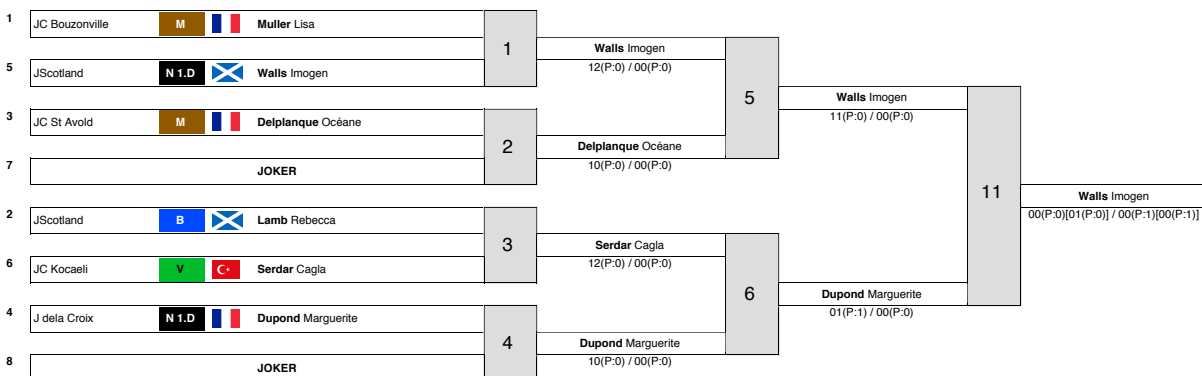 1 JC Bouzonville M Muller Lisa
1
Walls Imogen
12(P:0) / 00(P:0)
5 JScotland N 1.D Walls Imogen
5
Walls Imogen
11(P:0) / 00(P:0)
3 JC St Avold M Delplanque Océane
2
Delplanque Océane
10(P:0) / 00(P:0)
7 JOKER
11
Walls Imogen
00(P:0)[01(P:0)] / 00(P:1)[00(P:1)]
2 JScotland B Lamb Rebecca
3
Serdar Cagla
12(P:0) / 00(P:0)
6 JC Kocaeli V Serdar Cagla
6
Dupond Marguerite
01(P:1) / 00(P:0)
4 J dela Croix N 1.D Dupond Marguerite
4
Dupond Marguerite
10(P:0) / 00(P:0)
8 JOKER